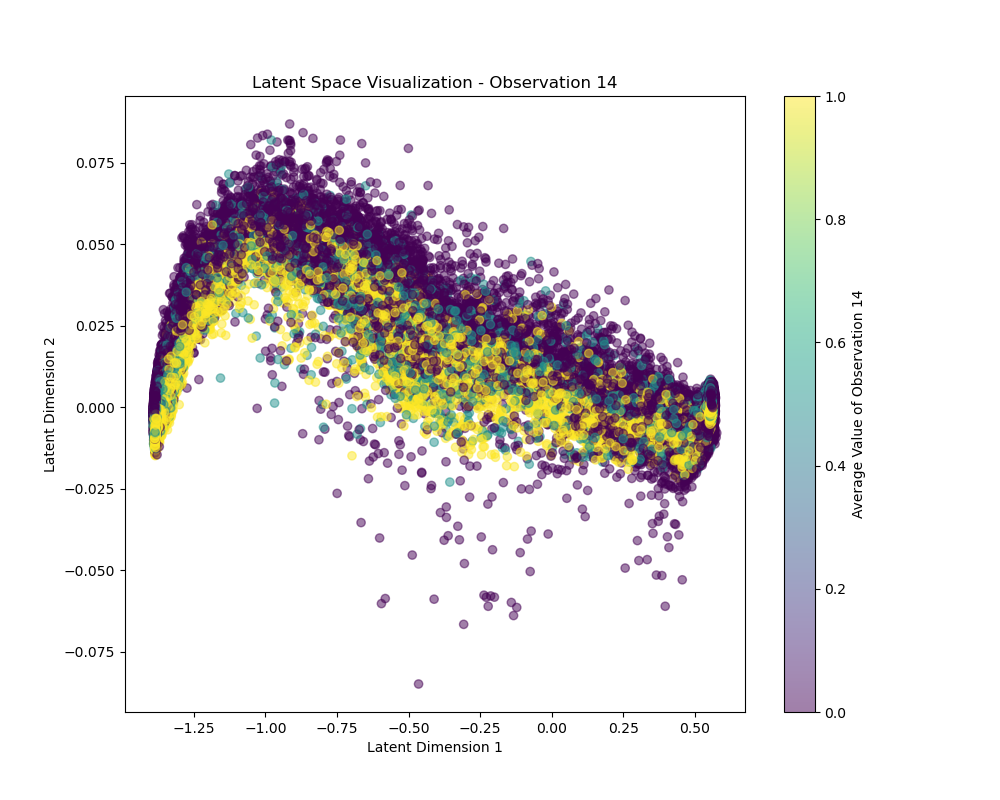 Latent Space Visualization - Observation 14
0.075
0.050
0.025
0.000
−0.025
−0.050
−0.075
Latent Dimension 2
−1.25 −1.00 −0.75 −0.50 −0.25 0.00 0.25 0.50
Latent Dimension 1
1.0
0.8
0.6
0.4
0.2
0.0
Average Value of Observation 14